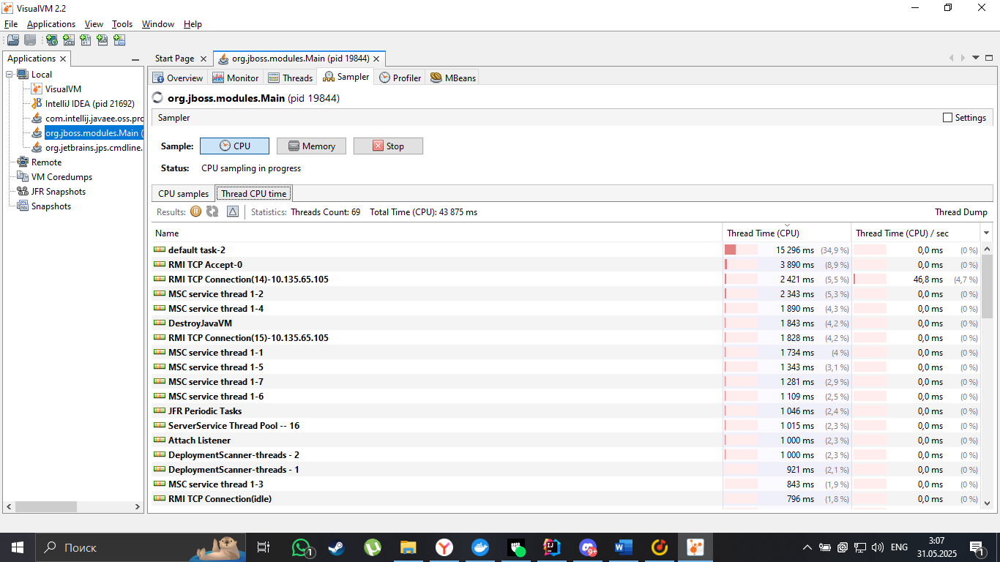 VisualVM 2.2
File Applications View Tools Window Help
Applications
Start Page org.jboss.modules.Main (pid 19844)
Local
VisualVM
IntelliJ IDEA (pid 21692)
com.intellij.javaee.oss.pro
org.jboss.modules.Main (
org.jetbrains.jps.cmdline.
Remote
VM Coredumps
JFR Snapshots
Snapshots
Overview Monitor Threads Sampler Profiler MBeans
org.jboss.modules.Main (pid 19844)
Sampler Settings
Sample: CPU Memory Stop
Status: CPU sampling in progress
CPU samples Thread CPU time
Results: Statistics: Threads Count: 69 Total Time (CPU): 43 875 ms Thread Dump
Name Thread Time (CPU) Thread Time (CPU) / sec
default task-2 15 296 ms (34,9 %) 0,0 ms (0 %)
RMI TCP Accept-0 3 890 ms (8,9 %) 0,0 ms (0 %)
RMI TCP Connection(14)-10.135.65.105 2 421 ms (5,5 %) 46,8 ms (4,7 %)
MSC service thread 1-2 2 343 ms (5,3 %) 0,0 ms (0 %)
MSC service thread 1-4 1 890 ms (4,3 %) 0,0 ms (0 %)
DestroyJavaVM 1 843 ms (4,2 %) 0,0 ms (0 %)
RMI TCP Connection(15)-10.135.65.105 1 828 ms (4,2 %) 0,0 ms (0 %)
MSC service thread 1-1 1 734 ms (4 %) 0,0 ms (0 %)
MSC service thread 1-5 1 343 ms (3,1 %) 0,0 ms (0 %)
MSC service thread 1-7 1 281 ms (2,9 %) 0,0 ms (0 %)
MSC service thread 1-6 1 109 ms (2,5 %) 0,0 ms (0 %)
JFR Periodic Tasks 1 046 ms (2,4 %) 0,0 ms (0 %)
ServerService Thread Pool -- 16 1 015 ms (2,3 %) 0,0 ms (0 %)
Attach Listener 1 000 ms (2,3 %) 0,0 ms (0 %)
DeploymentScanner-threads - 2 1 000 ms (2,3 %) 0,0 ms (0 %)
DeploymentScanner-threads - 1 921 ms (2,1 %) 0,0 ms (0 %)
MSC service thread 1-3 843 ms (1,9 %) 0,0 ms (0 %)
RMI TCP Connection(idle) 796 ms (1,8 %) 0,0 ms (0 %)
Поиск 1 9+ ENG 3:07 1
31.05.2025